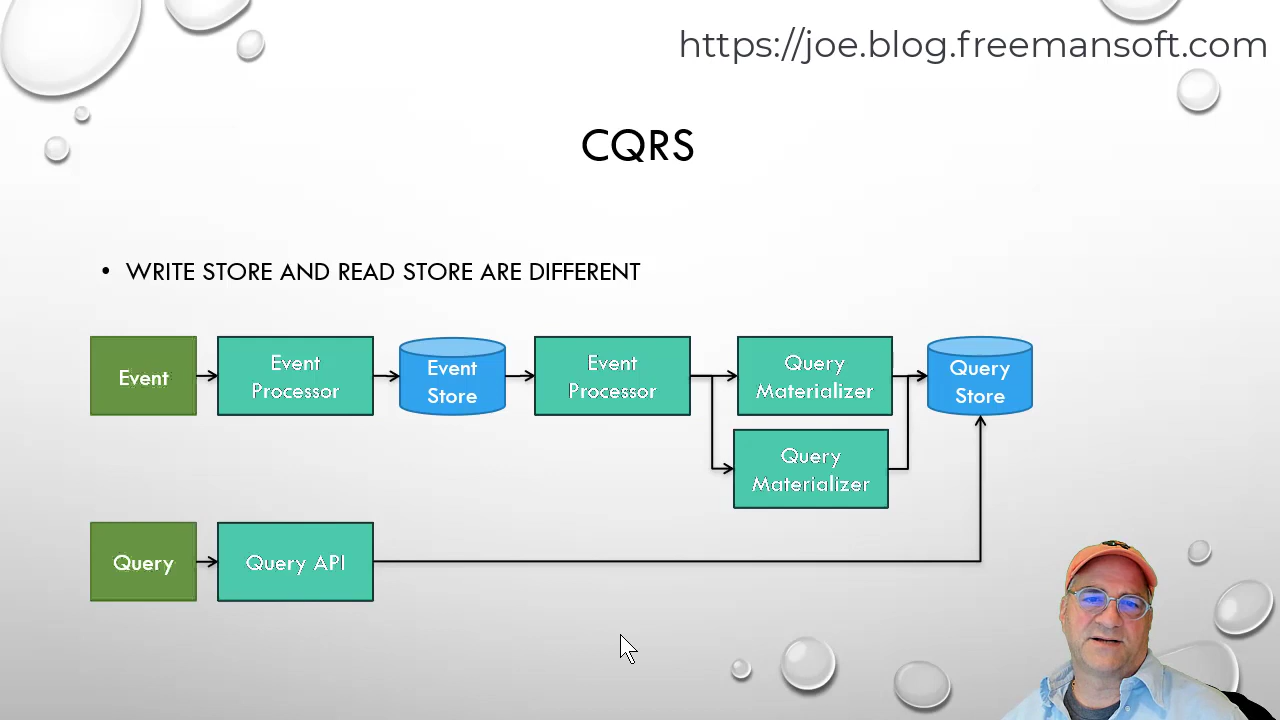 https://joe.blog.freemansoft.com
CQRS
• WRITE STORE AND READ STORE ARE DIFFERENT
Event
Event
Processor
Event
Store
Event
Processor
Query
Materializer
Query
Store
Query
Materializer
Query
Query API